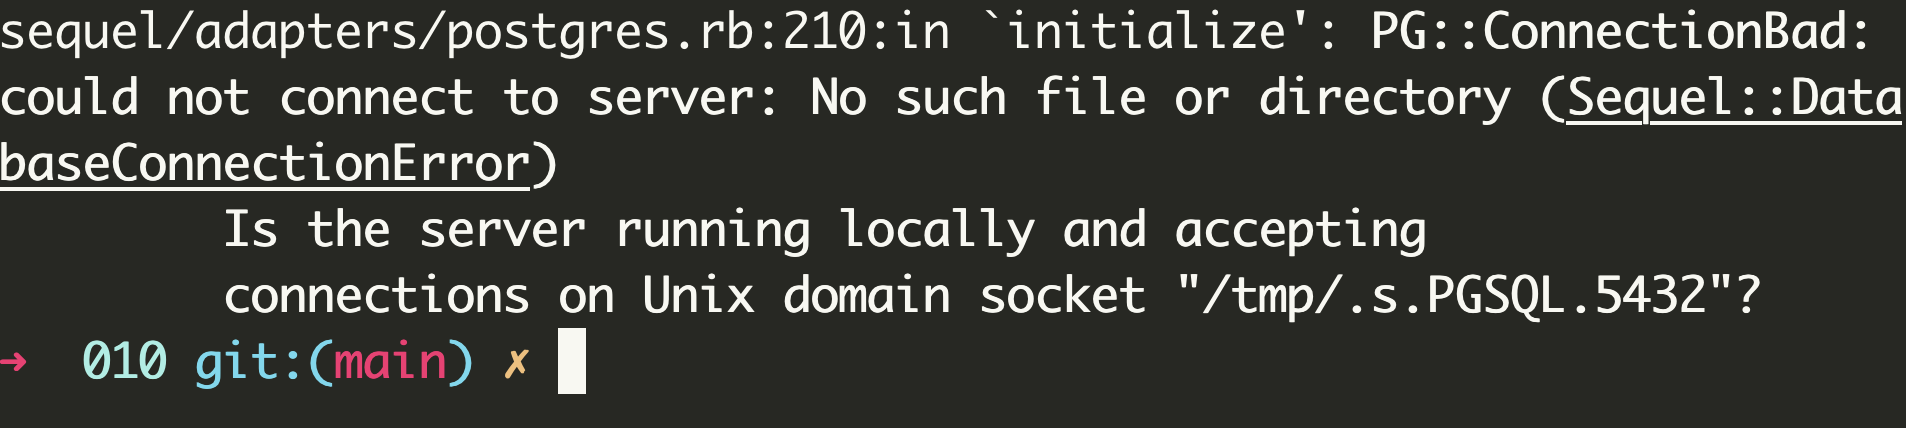 sequel/adapters/postgres.rb:210:in `initialize': PG::ConnectionBad:
could not connect to server: No such file or directory (Sequel::Data
baseConnectionError)
        Is the server running locally and accepting
        connections on Unix domain socket "/tmp/.s.PGSQL.5432"?
→  010 git:(main) ✗